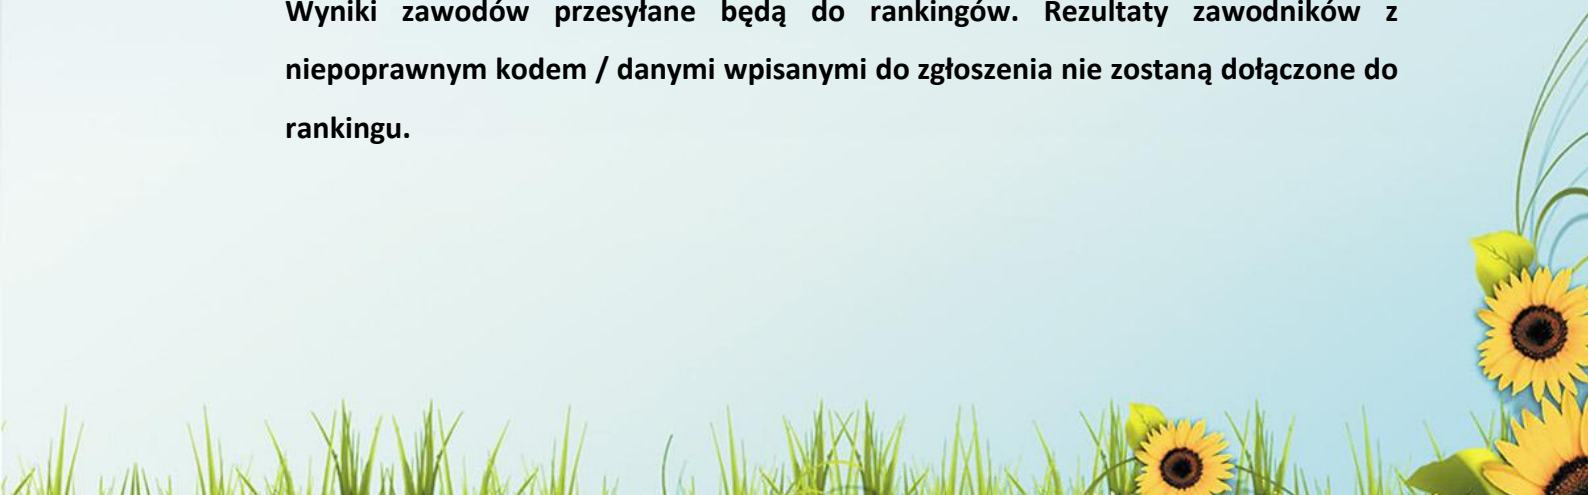 Wyniki zawodów przesyłane będą do rankingów. Rezultaty zawodników z
niepoprawnym kodem / danymi wpisanymi do zgłoszenia nie zostaną dołączone do
rankingu.